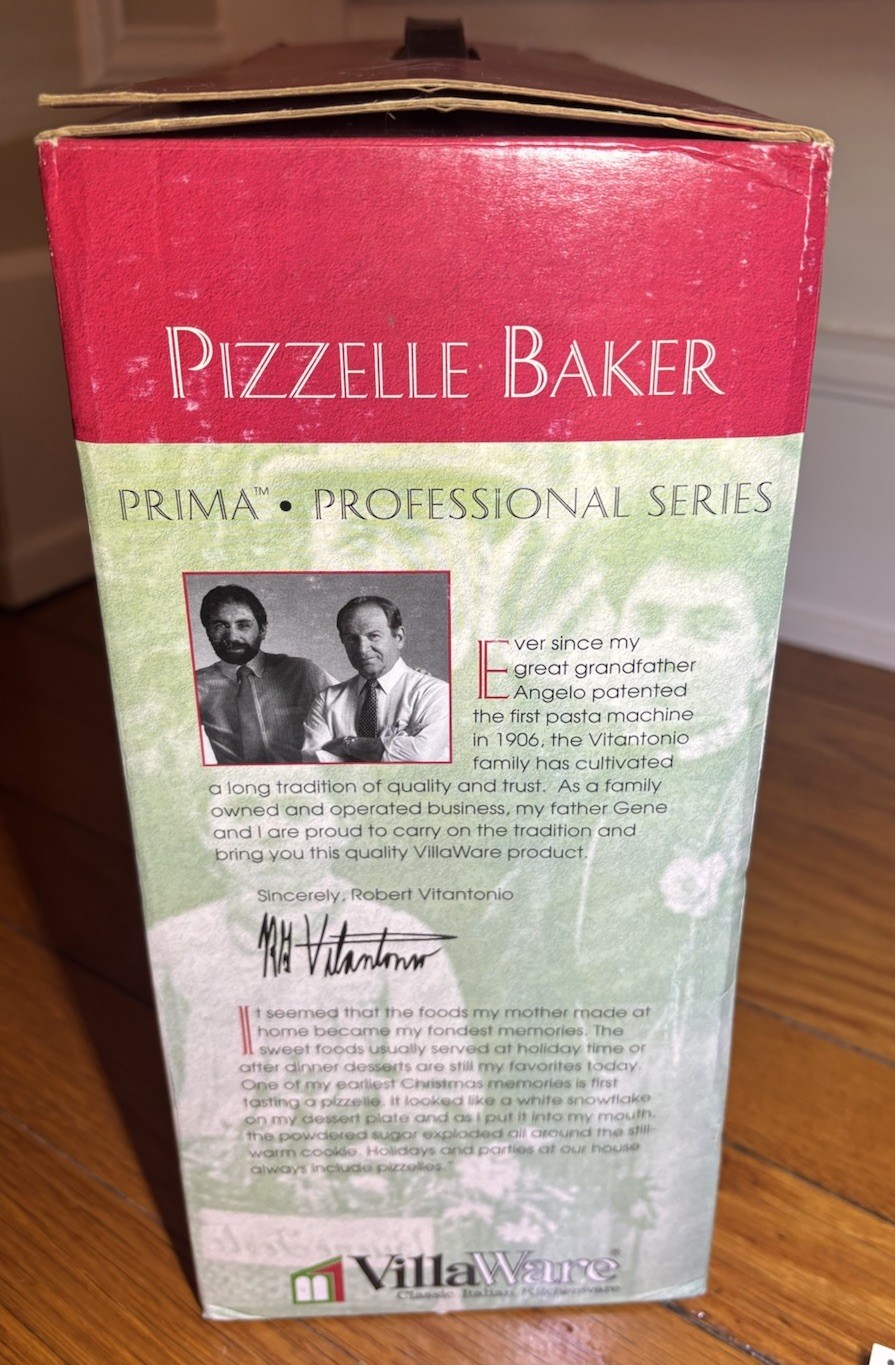 PIZZELLE BAKER
PRIMA™ • PROFESSIONAL SERIES
Ever since my
great grandfather
Angelo patented
the first pasta machine
in 1906, the Vitantonio
family has cultivated
a long tradition of quality and trust. As a family
owned and operated business, my father Gene
and I are proud to carry on the tradition and
bring you this quality VillaWare product.
Sincerely, Robert Vitantonio
RH Vitantonio
It seemed that the foods my mother made at
home became my fondest memories. The
sweet foods usually served at holiday time or
after dinner desserts are still my favorites today.
One of my earliest Christmas memories is first
tasting a pizzelle. It looked like a white snowflake
on my dessert plate and as I put it into my mouth,
the powdered sugar exploded all around the still-
warm cookie. Holidays and parties at our house
always include pizzelles."
VillaWare®
Classic Italian Kitchenware